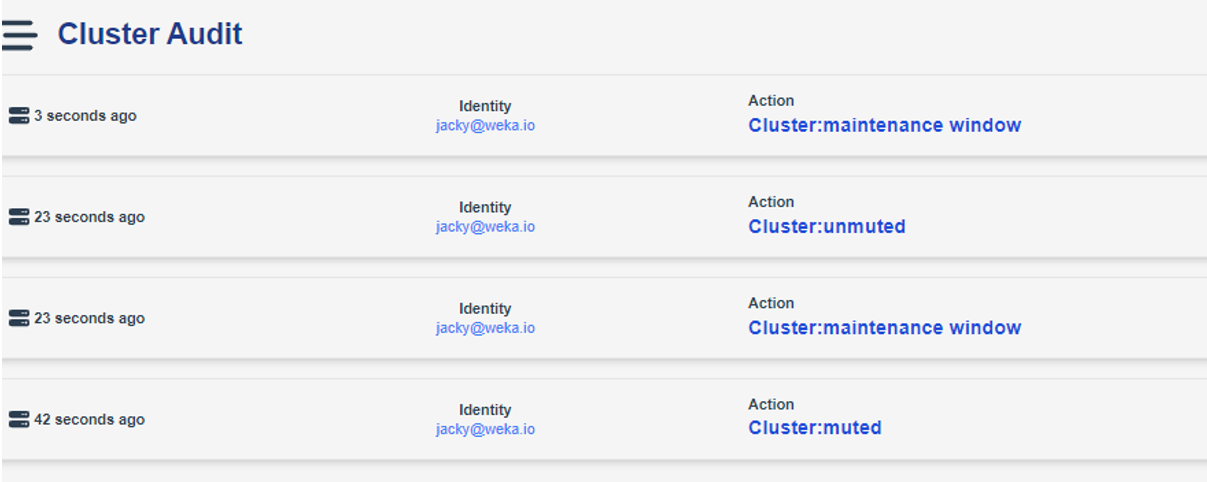 Cluster Audit
3 seconds ago
Identity
jacky@weka.io
Action
Cluster:maintenance window
23 seconds ago
Identity
jacky@weka.io
Action
Cluster:unmuted
23 seconds ago
Identity
jacky@weka.io
Action
Cluster:maintenance window
42 seconds ago
Identity
jacky@weka.io
Action
Cluster:muted